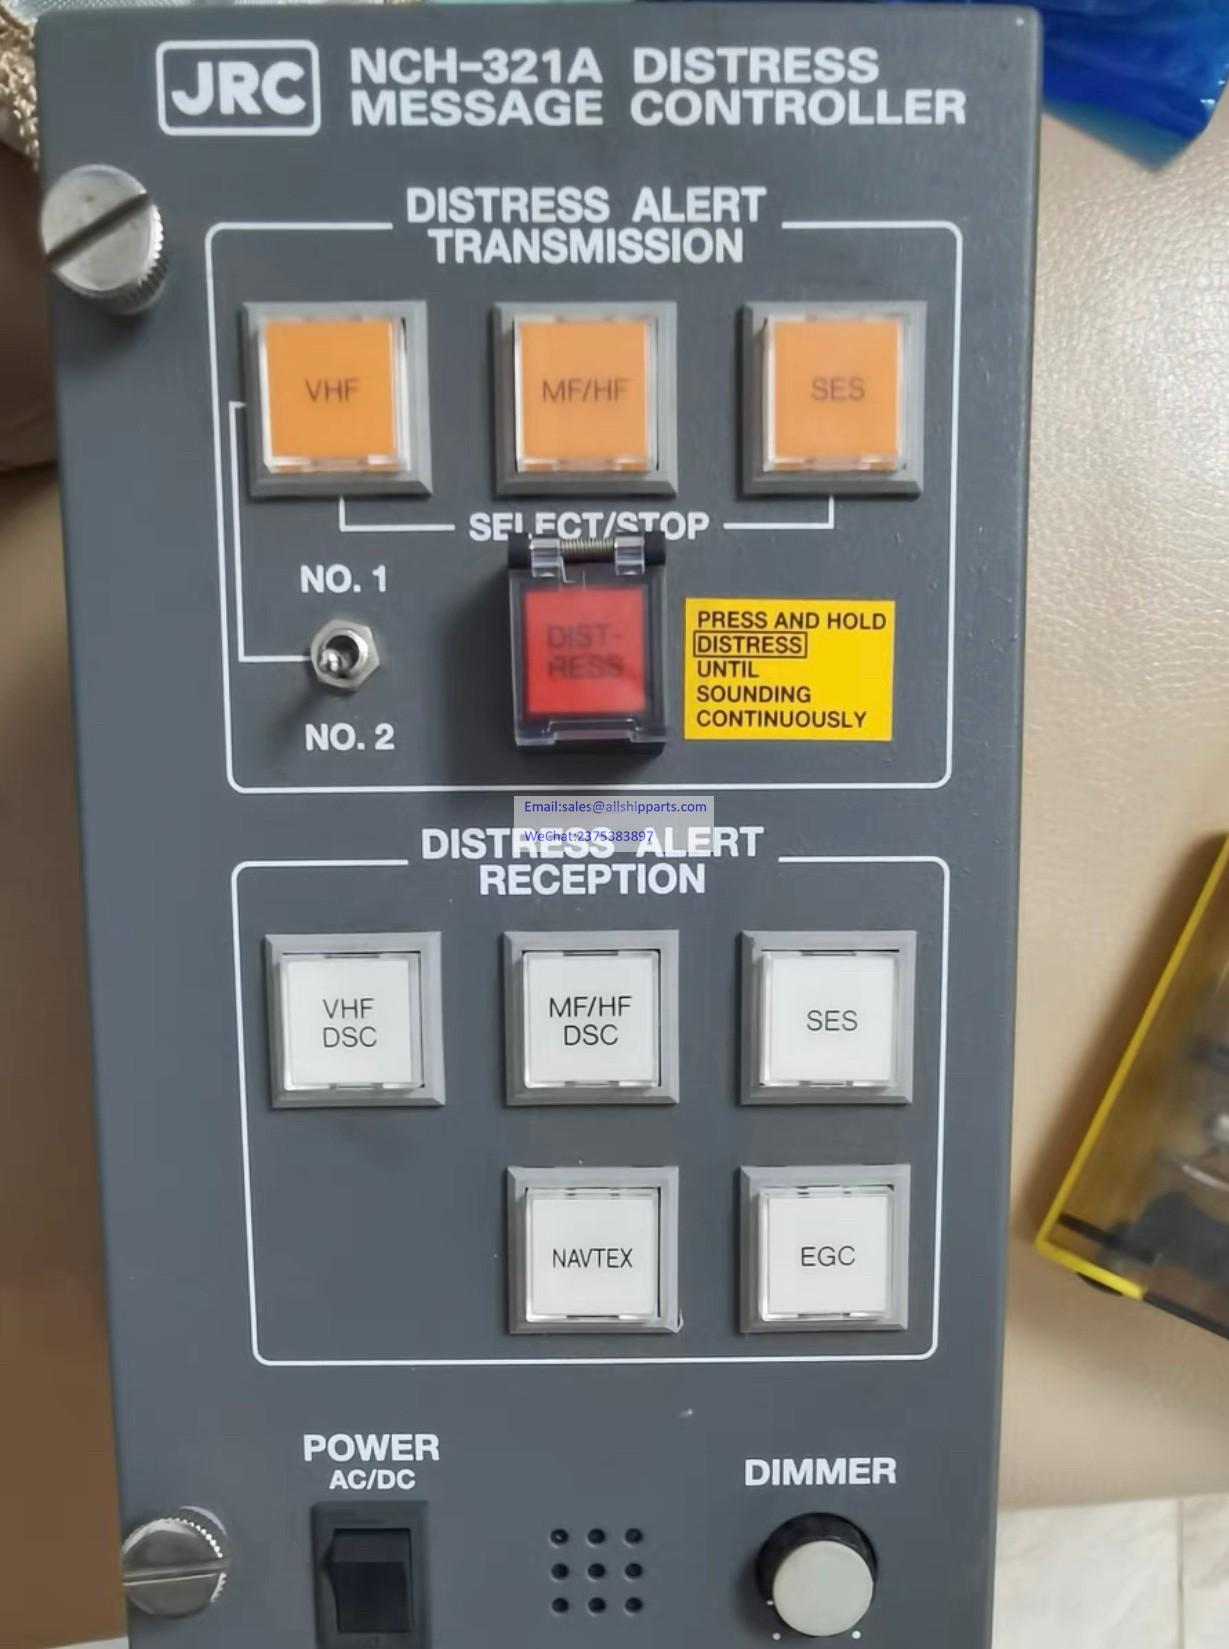 JRC
NCH-321A DISTRESS
MESSAGE CONTROLLER
DISTRESS ALERT
TRANSMISSION
VHF
MF/HF
SES
SELECT/STOP
NO. 1
NO. 2
DIST-
RESS
PRESS AND HOLD
DISTRESS
UNTIL
SOUNDING
CONTINUOUSLY
Email:sales@allshipparts.com
WeChat:2375383897
DISTRESS ALERT
RECEPTION
VHF
DSC
MF/HF
DSC
SES
NAVTEX
EGC
POWER
AC/DC
DIMMER